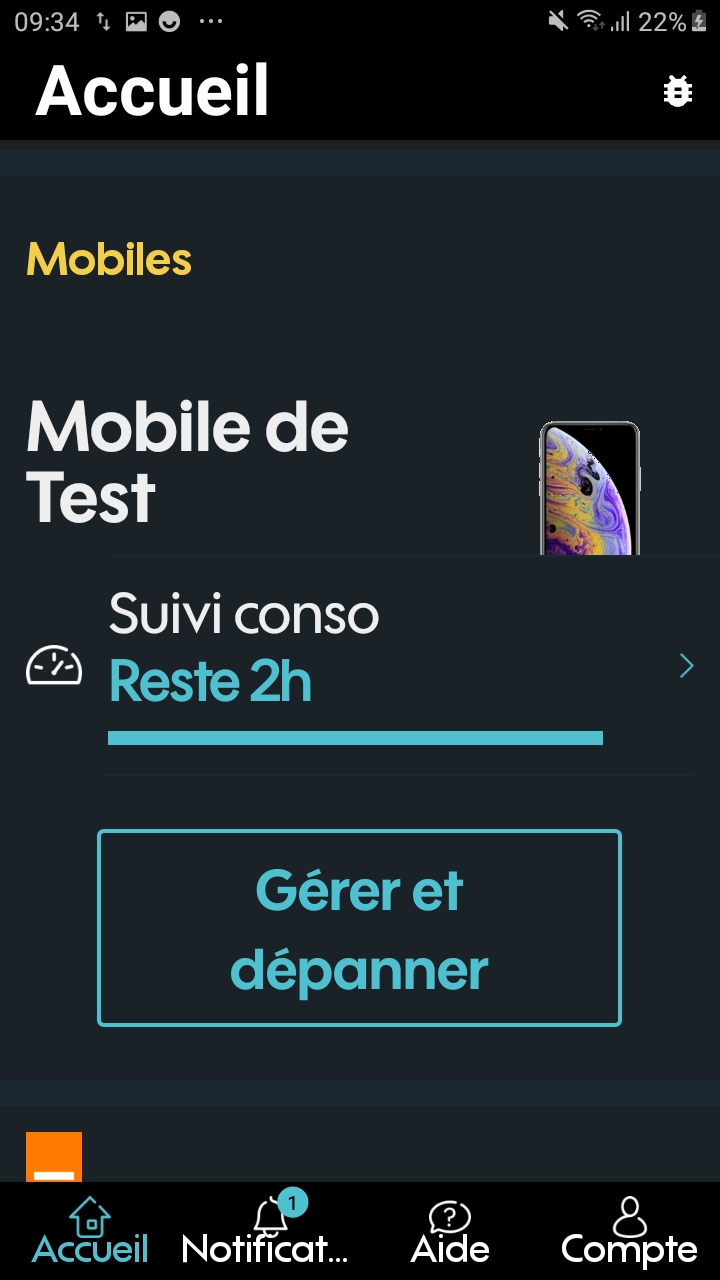 09:34 ... 22%
Accueil
Mobiles
Mobile de
Test
Suivi conso
Reste 2h
Gérer et
dépanner
1
Accueil Notificat... Aide Compte